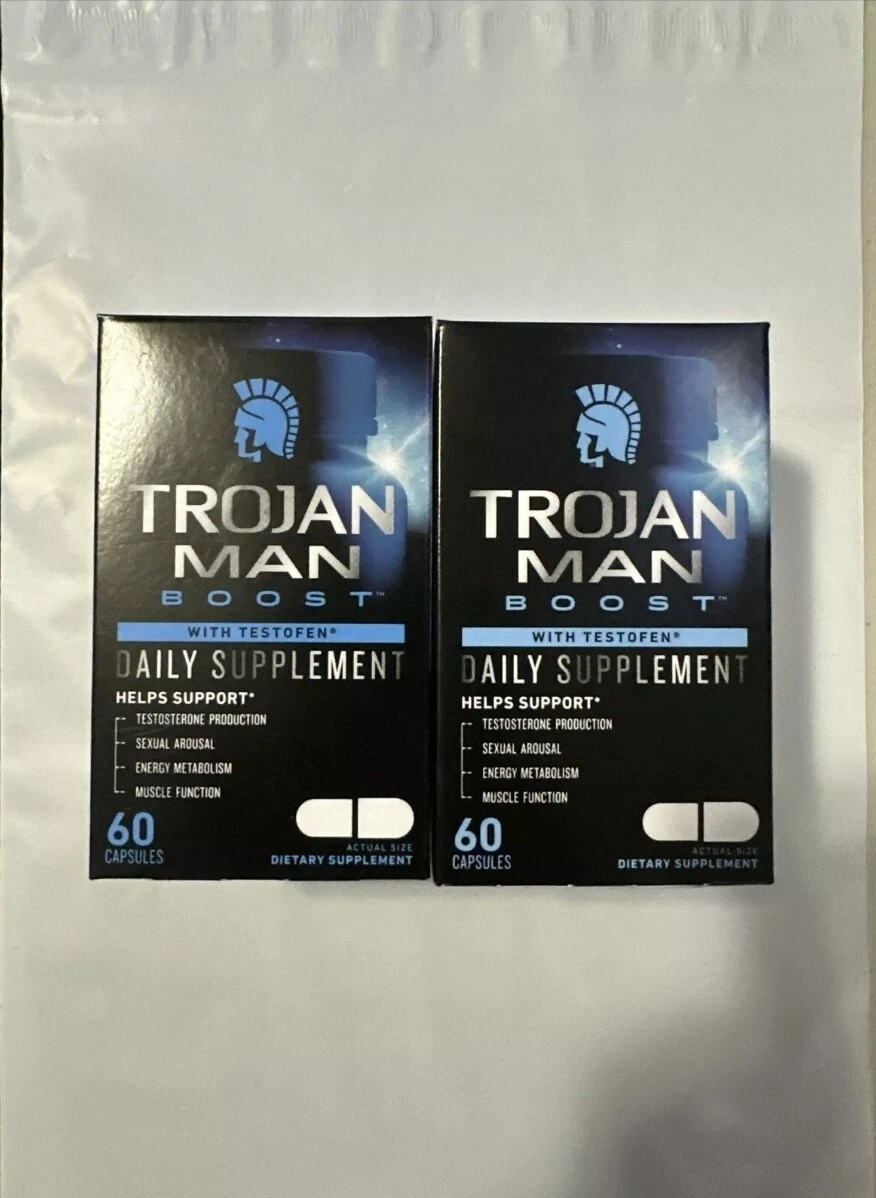 TROJAN
MAN
BOOST™
WITH TESTOFEN®
DAILY SUPPLEMENT
HELPS SUPPORT*
TESTOSTERONE PRODUCTION
SEXUAL AROUSAL
ENERGY METABOLISM
MUSCLE FUNCTION
60
CAPSULES
ACTUAL SIZE
DIETARY SUPPLEMENT
TROJAN
MAN
BOOST™
WITH TESTOFEN®
DAILY SUPPLEMENT
HELPS SUPPORT*
TESTOSTERONE PRODUCTION
SEXUAL AROUSAL
ENERGY METABOLISM
MUSCLE FUNCTION
60
CAPSULES
ACTUAL SIZE
DIETARY SUPPLEMENT